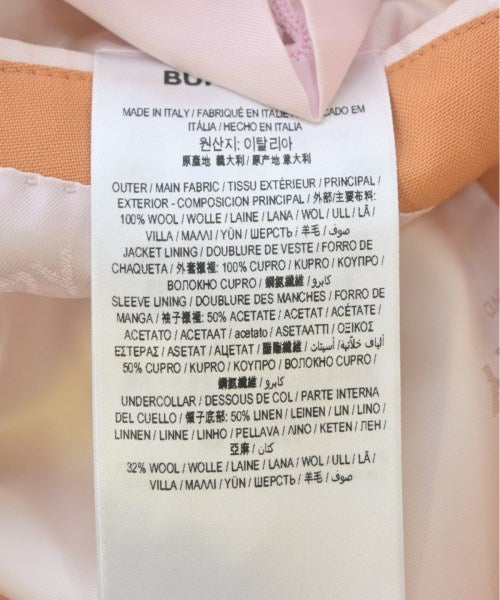 MADE IN ITALY / FABRIQUÉ EN ITALIE / EM
ITÁLIA / HECHO EN ITALIA
원산지: 이탈리아
原產地 義大利 / 原产地 意大利
OUTER / MAIN FABRIC / TISSU EXTÉRIEUR / PRINCIPAL /
EXTERIOR - COMPOSICIÓN PRINCIPAL / 外部/主要布料:
100% WOOL / WOLLE / LAINE / LANA / WOL / ULL / LÃ /
VILLA / ΜΑΛΛΙ / YÜN / ШЕРСТЬ / 羊毛 / صوف
JACKET LINING / DOUBLURE DE VESTE / FORRO DE
CHAQUETA / 外套襯裡: 100% CUPRO / KUPRO / ΚΟΥΠΡΟ /
ВОЛОКНО CUPRO / 銅氨纖維 / كابرو
SLEEVE LINING / DOUBLURE DES MANCHES / FORRO DE
MANGA / 袖子襯裡: 50% ACETATE / ACETAT / ACÉTATE /
ACETATO / ACETAAT / acetato / ASETAATTI / ΟΞΙΚΟΣ
ΕΣΤΕΡΑΣ / ASETAT / АЦЕТАТ / 醋酯纖維 / ألياف خلاتية / أسيتات
50% CUPRO / KUPRO / ΚΟΥΠΡΟ / ВОЛОКНО CUPRO /
銅氨纖維 / كابرو
UNDERCOLLAR / DESSOUS DE COL / PARTE INTERNA
DEL CUELLO / 領子底部: 50% LINEN / LEINEN / LIN / LINO /
LINNEN / LINNE / LINHO / PELLAVA / ΛΙΝΟ / KETEN / ЛЕН /
亞麻 / كتان
32% WOOL / WOLLE / LAINE / LANA / WOL / ULL / LÃ /
VILLA / ΜΑΛΛΙ / YÜN / ШЕРСТЬ / 羊毛 / صوف